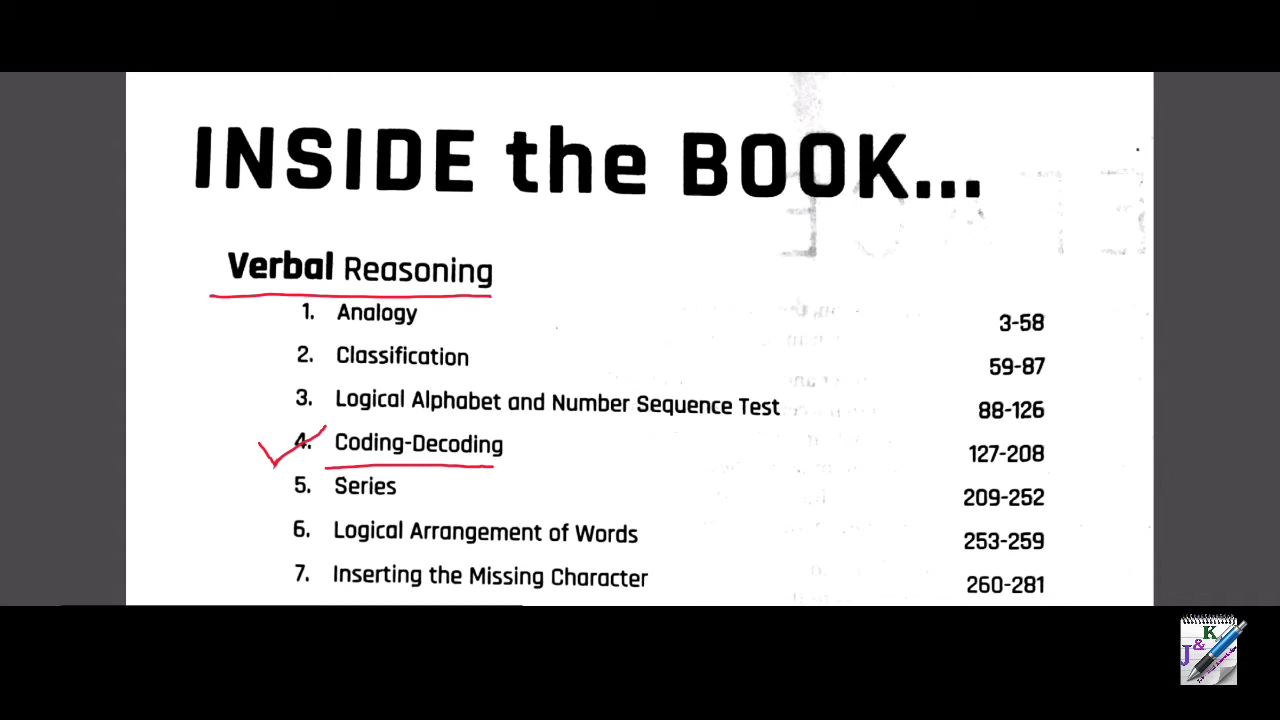 INSIDE the BOOK...
Verbal Reasoning
1. Analogy 3-58
2. Classification 59-87
3. Logical Alphabet and Number Sequence Test 88-126
4. Coding-Decoding 127-208
5. Series 209-252
6. Logical Arrangement of Words 253-259
7. Inserting the Missing Character 260-281
J&K